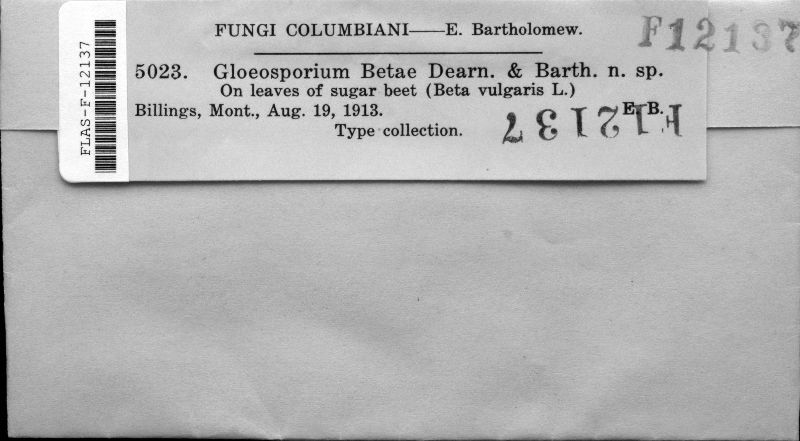 FUNGI COLUMBIANI——E. Bartholomew.
F12137
FLAS-F-12137
5023. Gloeosporium Betae Dearn. & Barth. n. sp.
On leaves of sugar beet (Beta vulgaris L.)
Billings, Mont., Aug. 19, 1913.
E. B.
Type collection.
F12137